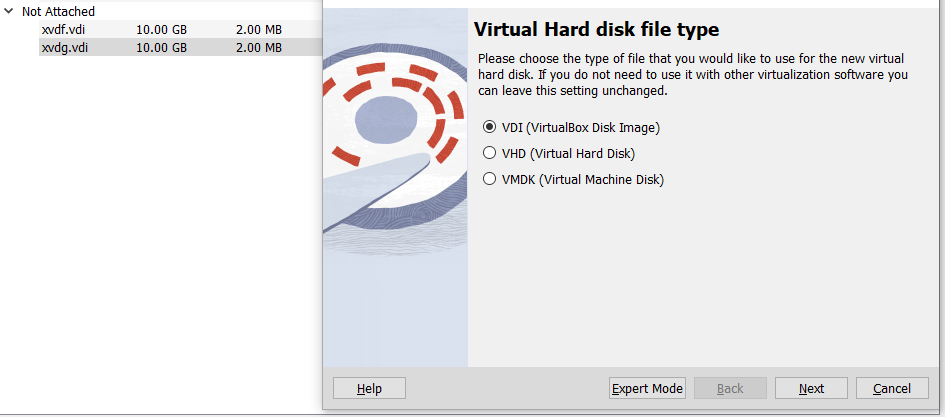 Not Attached
xvdf.vdi 10.00 GB 2.00 MB
xvdg.vdi 10.00 GB 2.00 MB
Virtual Hard disk file type
Please choose the type of file that you would like to use for the new virtual
hard disk. If you do not need to use it with other virtualization software you
can leave this setting unchanged.
VDI (VirtualBox Disk Image)
VHD (Virtual Hard Disk)
VMDK (Virtual Machine Disk)
Help
Expert Mode
Back
Next
Cancel